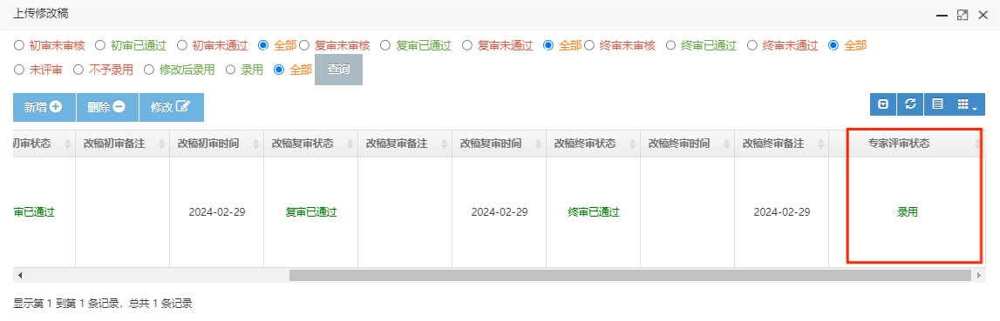 上传修改稿
初审未审核 初审已通过 初审未通过 全部 复审未审核 复审已通过 复审未通过 全部 终审未审核 终审已通过 终审未通过 全部
未评审 不予录用 修改后录用 录用 全部 查询
新增 删除 修改
初审状态 改稿初审备注 改稿初审时间 改稿复审状态 改稿复审备注 改稿复审时间 改稿终审状态 改稿终审时间 改稿终审备注 专家评审状态
审已通过 2024-02-29 复审已通过 2024-02-29 终审已通过 2024-02-29 录用
显示第 1 到第 1 条记录，总共 1 条记录